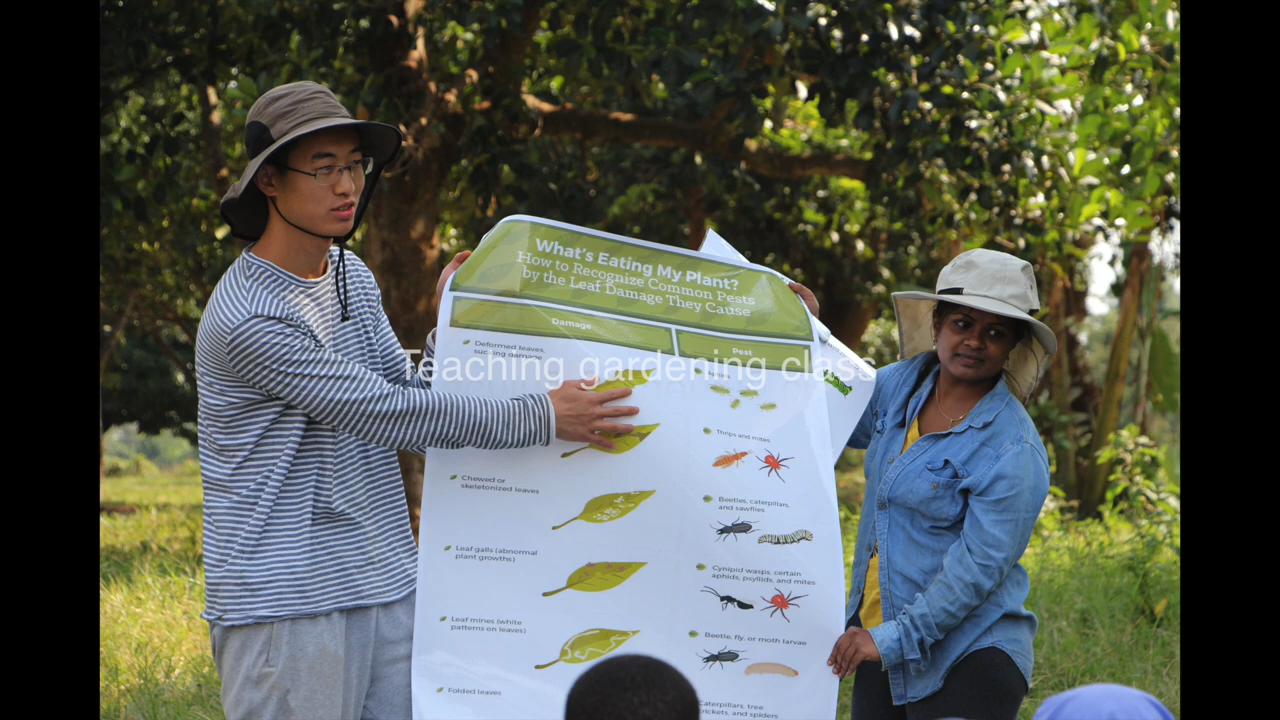 What's Eating My Plant?
How to Recognize Common Pests
by the Leaf Damage They Cause
Damage
Pest
Deformed leaves,
sucking damage
Teaching gardening class
Thrips and mites
Chewed or
skeletonized leaves
Beetles, caterpillars,
and sawflies
Leaf galls (abnormal
plant growths)
Cynipid wasps, certain
aphids, psyllids, and mites
Leaf mines (white
patterns on leaves)
Beetle, fly, or moth larvae
Folded leaves
Caterpillars, tree
crickets, and spiders